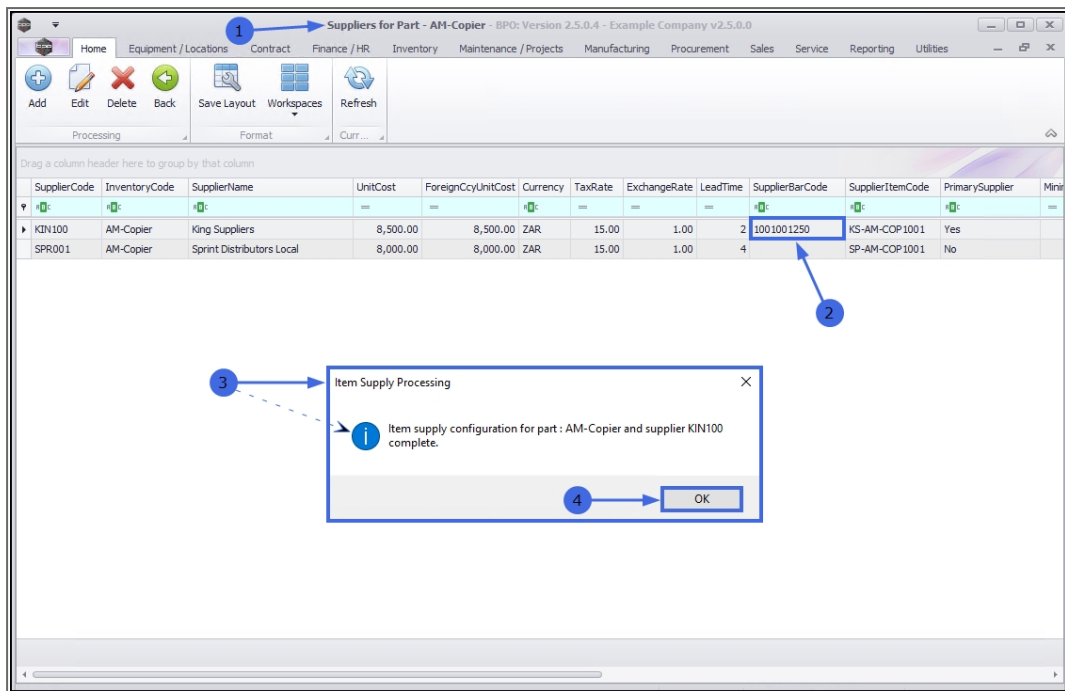 1
Suppliers for Part - AM-Copier - BPO: Version 2.5.0.4 - Example Company v2.5.0.0
Home Equipment / Locations Contract Finance / HR Inventory Maintenance / Projects Manufacturing Procurement Sales Service Reporting Utilities
Add Edit Delete Back Save Layout Workspaces Refresh
Processing Format Curr...
Drag a column header here to group by that column
SupplierCode InventoryCode SupplierName UnitCost ForeignCcyUnitCost Currency TaxRate ExchangeRate LeadTime SupplierBarCode SupplierItemCode PrimarySupplier Minir
KIN100 AM-Copier King Suppliers 8,500.00 8,500.00 ZAR 15.00 1.00 2 1001001250 KS-AM-COP1001 Yes
SPR001 AM-Copier Sprint Distributors Local 8,000.00 8,000.00 ZAR 15.00 1.00 4 SP-AM-COP1001 No
2
3
Item Supply Processing
Item supply configuration for part : AM-Copier and supplier KIN100
complete.
4
OK